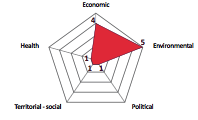 Economic
4
Health
5
Environmental
1
1
1
Territorial - social
Political